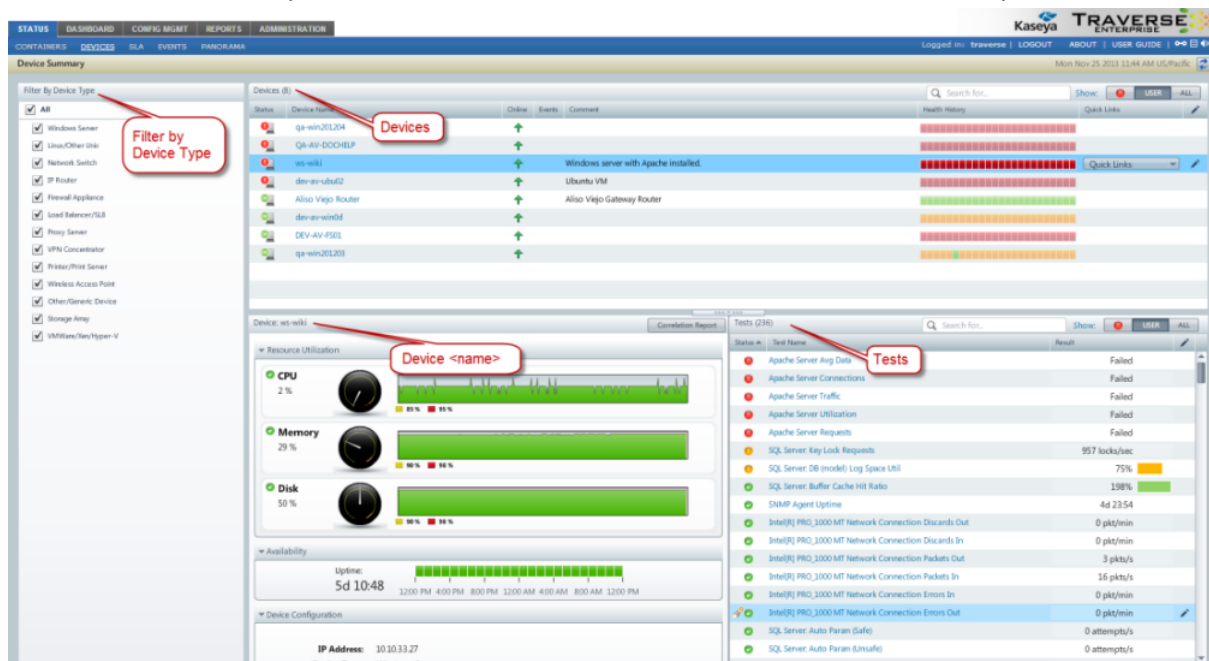 STATUS DASHBOARD CONFIG MGMT REPORTS ADMINISTRATION
Kaseya TRAVERSE ENTERPRISE
CONTAINERS DEVICES SLA EVENTS PANORAMA
Logged in: traverse | LOGOUT ABOUT | USER GUIDE |
Device Summary
Mon Nov 25 2013 11:44 AM US/Pacific
Filter By Device Type
All
Windows Server
Linux/Other Unix
Network Switch
IP Router
Firewall Appliance
Load Balancer/SLB
Proxy Server
VPN Concentrator
Printer/Print Server
Wireless Access Point
Other/Generic Device
Storage Array
VMWare/Xen/Hyper-V
Filter by
Device Type
Devices (8)
Search for... Show: USER ALL
Status Device Name Online Events Comment Health History Quick Links
Devices
qa-win201204
QA-AV-DOCHELP
ws-wiki Windows server with Apache installed. Quick Links
dev-av-ubu02 Ubuntu VM
Aliso Viejo Router Aliso Viejo Gateway Router
dev-av-win0d
DEV-AV-FS01
qa-win201203
Device: ws-wiki Correlation Report
Device <name>
Resource Utilization
CPU
2 %
85 % 95 %
Memory
29 %
90 % 98 %
Disk
50 %
90 % 98 %
Availability
Uptime:
5d 10:48
12:00 PM 4:00 PM 8:00 PM 12:00 AM 4:00 AM 8:00 AM 12:00 PM
Device Configuration
IP Address: 10.10.33.27
Tests (236)
Search for... Show: USER ALL
Status Test Name Result
Tests
Apache Server Avg Data Failed
Apache Server Connections Failed
Apache Server Traffic Failed
Apache Server Utilization Failed
Apache Server Requests Failed
SQL Server: Key Lock Requests 957 locks/sec
SQL Server: DB (model) Log Space Util 75%
SQL Server: Buffer Cache Hit Ratio 198%
SNMP Agent Uptime 4d 23:54
Intel[R] PRO_1000 MT Network Connection Discards Out 0 pkt/min
Intel[R] PRO_1000 MT Network Connection Discards In 0 pkt/min
Intel[R] PRO_1000 MT Network Connection Packets Out 3 pkts/s
Intel[R] PRO_1000 MT Network Connection Packets In 16 pkts/s
Intel[R] PRO_1000 MT Network Connection Errors In 0 pkt/min
Intel[R] PRO_1000 MT Network Connection Errors Out 0 pkt/min
SQL Server: Auto Param (Safe) 0 attempts/s
SQL Server: Auto Param (Unsafe) 0 attempts/s